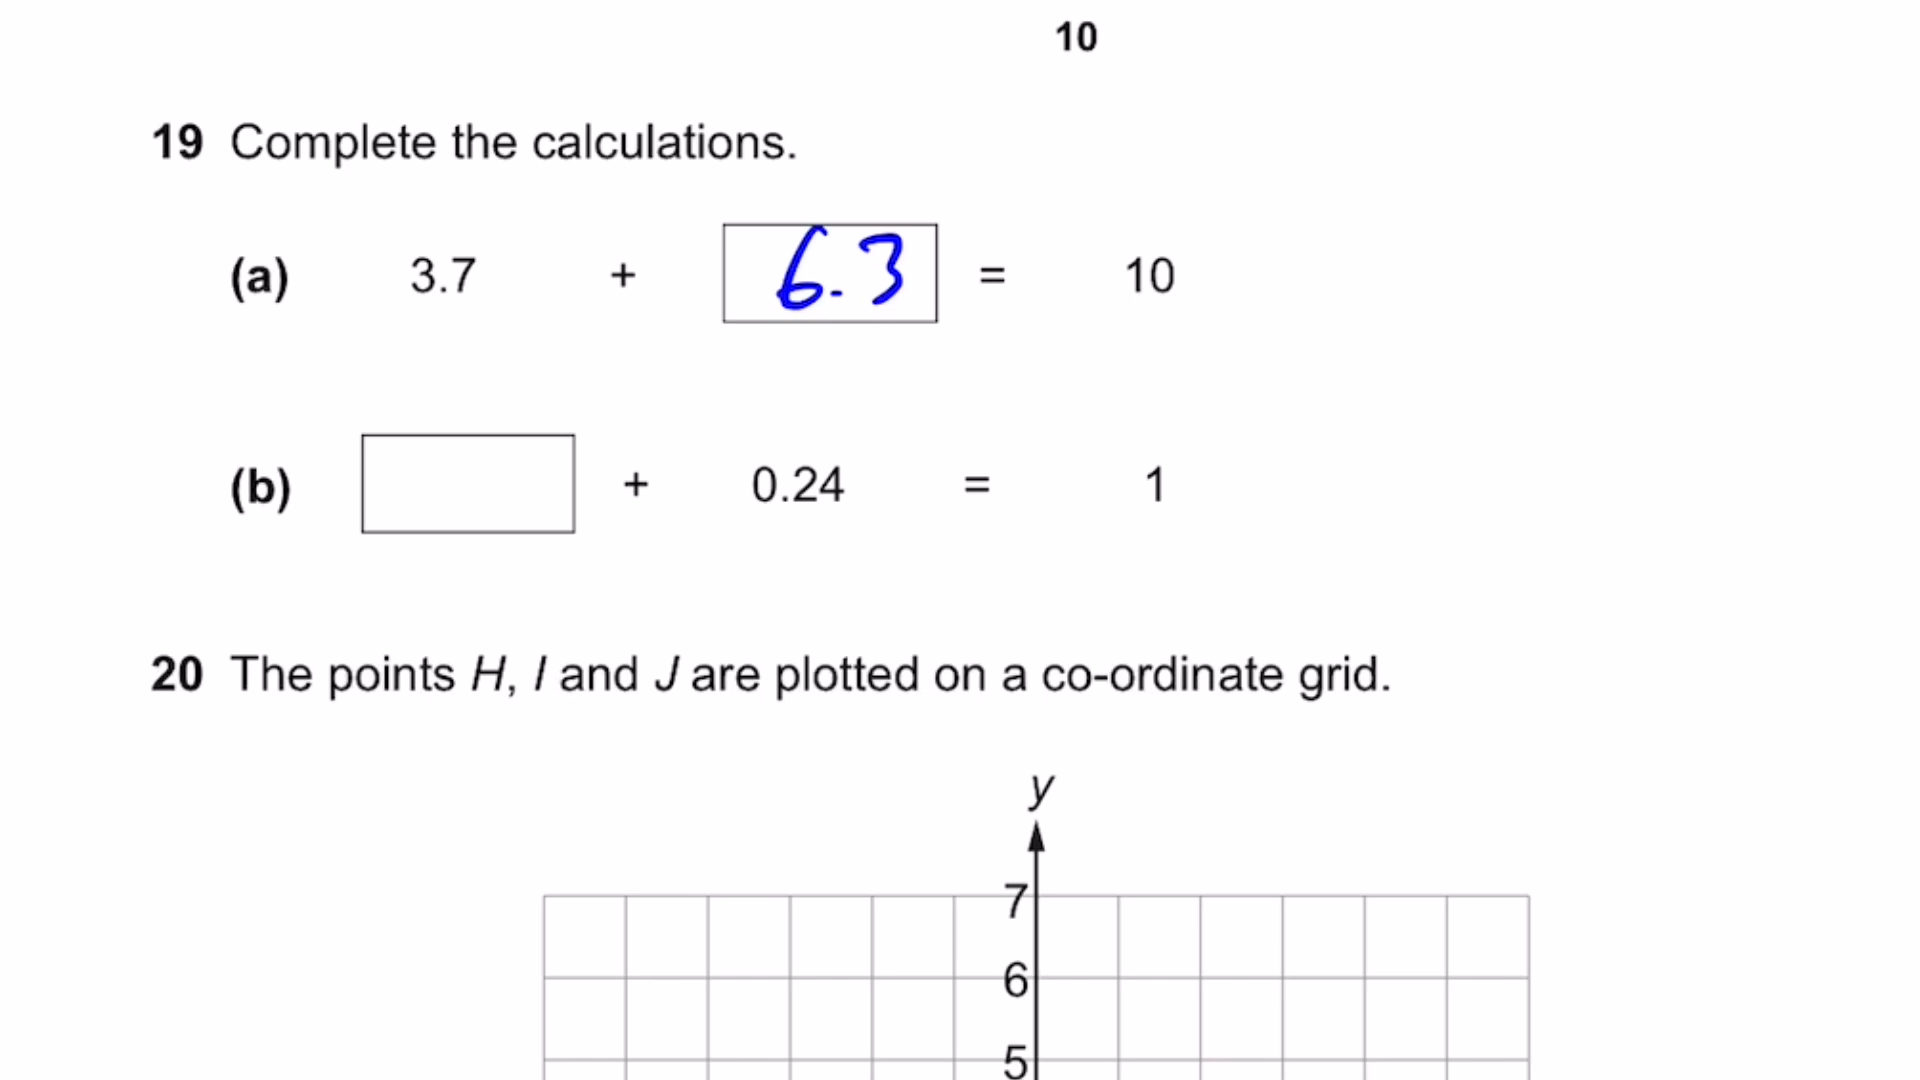 10
19 Complete the calculations.
(a) 3.7 + 6.3 = 10
(b) + 0.24 = 1
20 The points H, I and J are plotted on a co-ordinate grid.
y
7
6
5